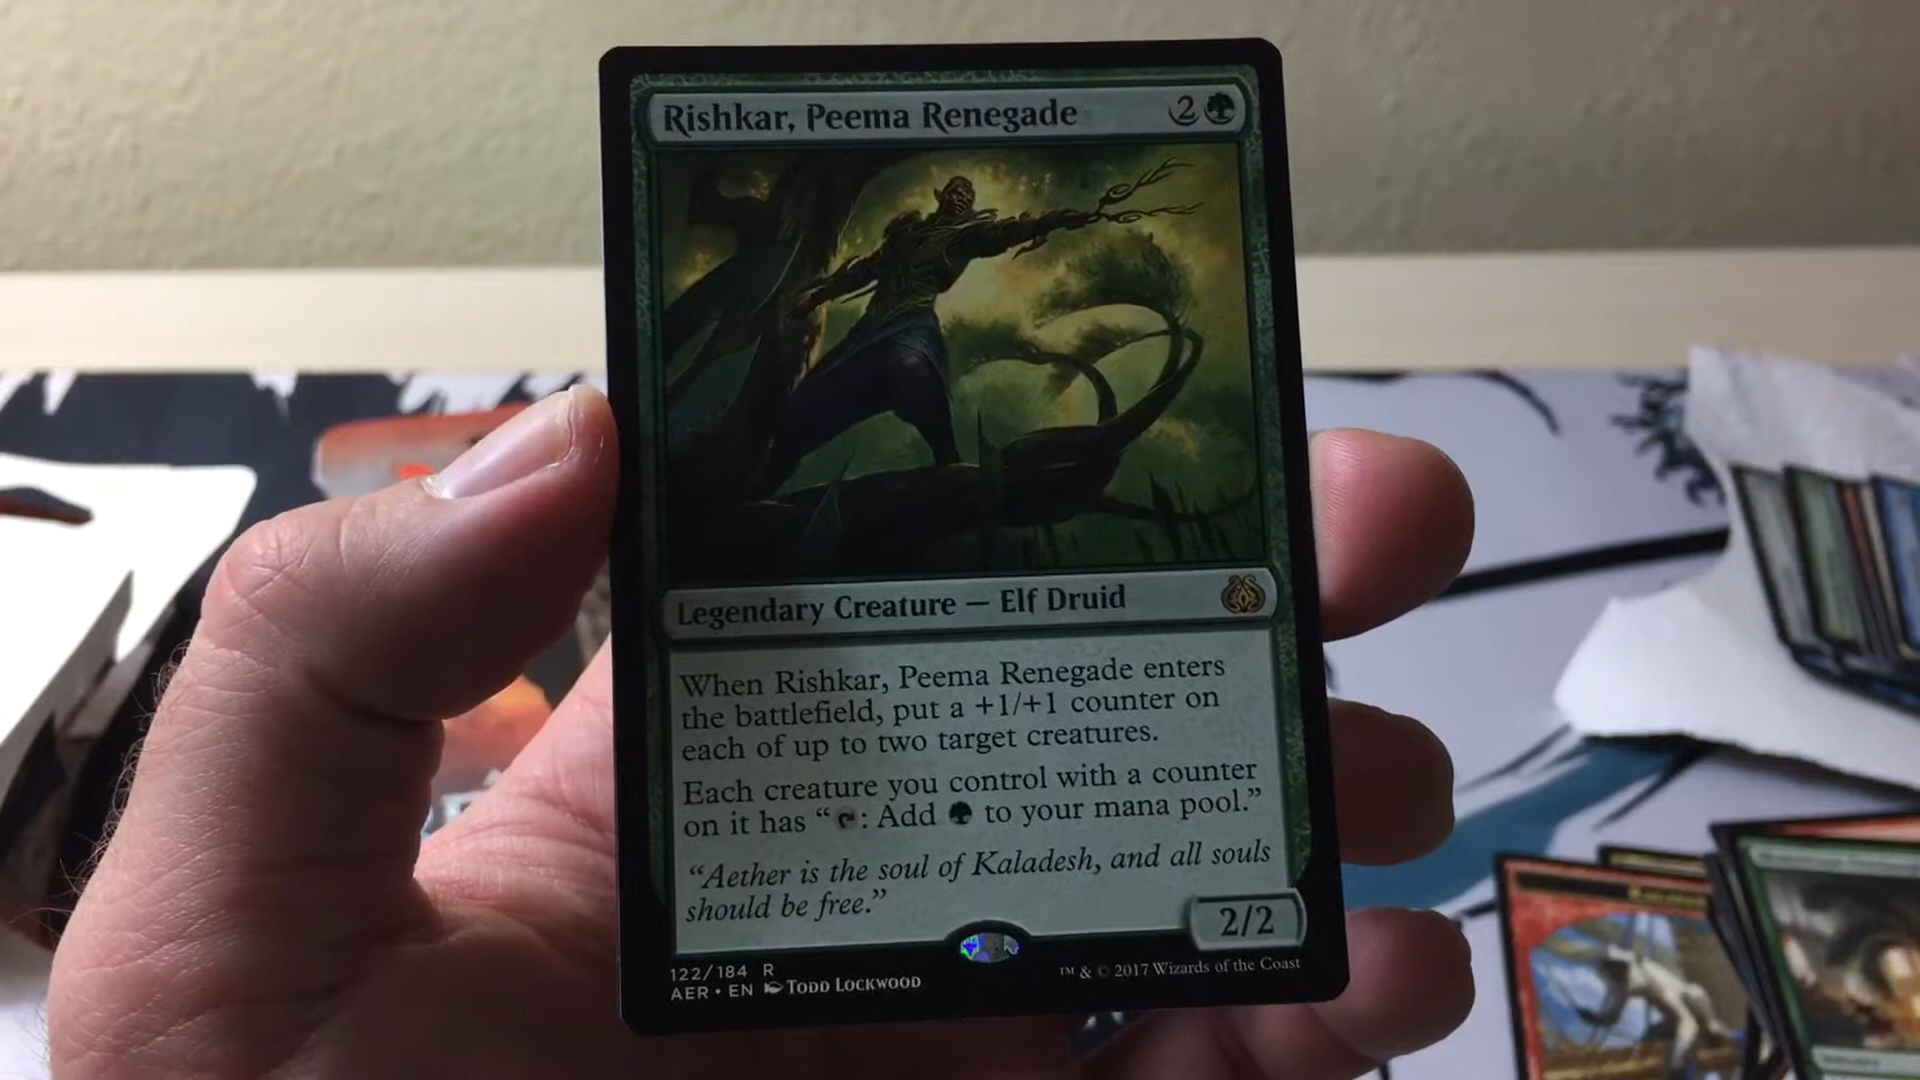 Rishkar, Peema Renegade 2
Legendary Creature — Elf Druid
When Rishkar, Peema Renegade enters
the battlefield, put a +1/+1 counter on
each of up to two target creatures.
Each creature you control with a counter
on it has “: Add to your mana pool.”
“Aether is the soul of Kaladesh, and all souls
should be free.”
2/2
122/184 R
AER • EN Todd Lockwood
™ & © 2017 Wizards of the Coast